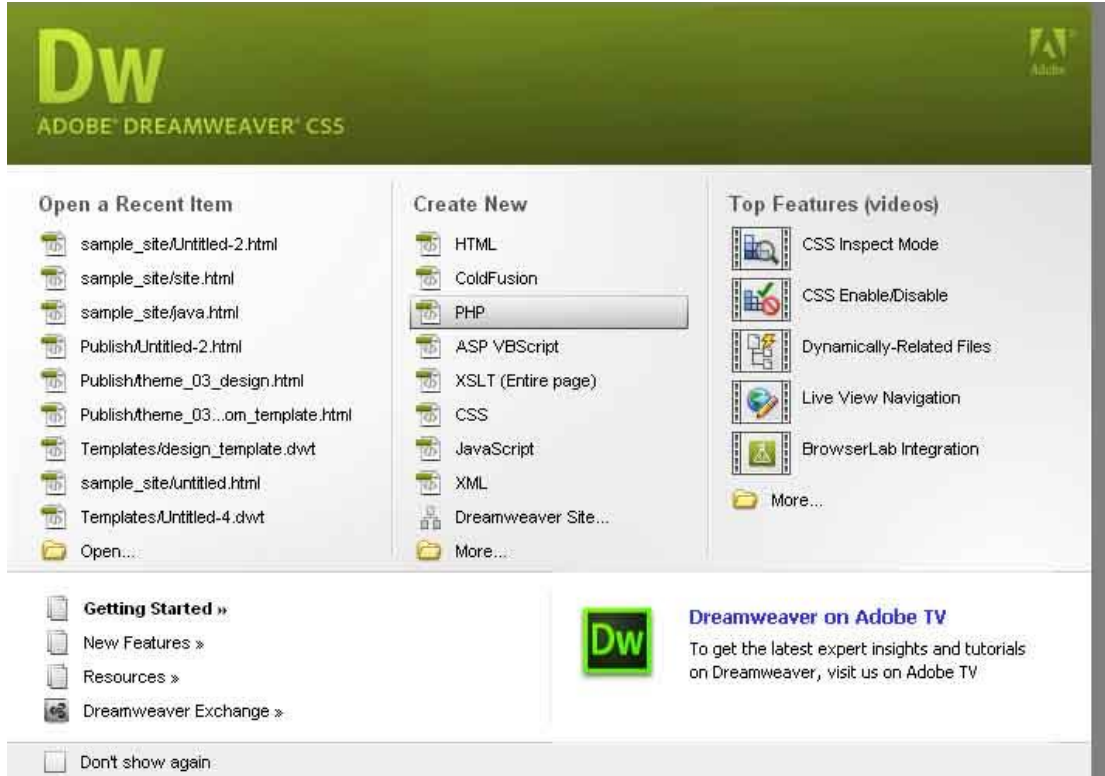 Dw
ADOBE® DREAMWEAVER® CS5
Adobe
Open a Recent Item
sample_site/Untitled-2.html
sample_site/site.html
sample_site/java.html
Publish/Untitled-2.html
Publish/theme_03_design.html
Publish/theme_03...om_template.html
Templates/design_template.dwt
sample_site/untitled.html
Templates/Untitled-4.dwt
Open...
Create New
HTML
ColdFusion
PHP
ASP VBScript
XSLT (Entire page)
CSS
JavaScript
XML
Dreamweaver Site...
More...
Top Features (videos)
CSS Inspect Mode
CSS Enable/Disable
Dynamically-Related Files
Live View Navigation
BrowserLab Integration
More...
Getting Started »
New Features »
Resources »
Dreamweaver Exchange »
Dw
Dreamweaver on Adobe TV
To get the latest expert insights and tutorials
on Dreamweaver, visit us on Adobe TV
Don't show again